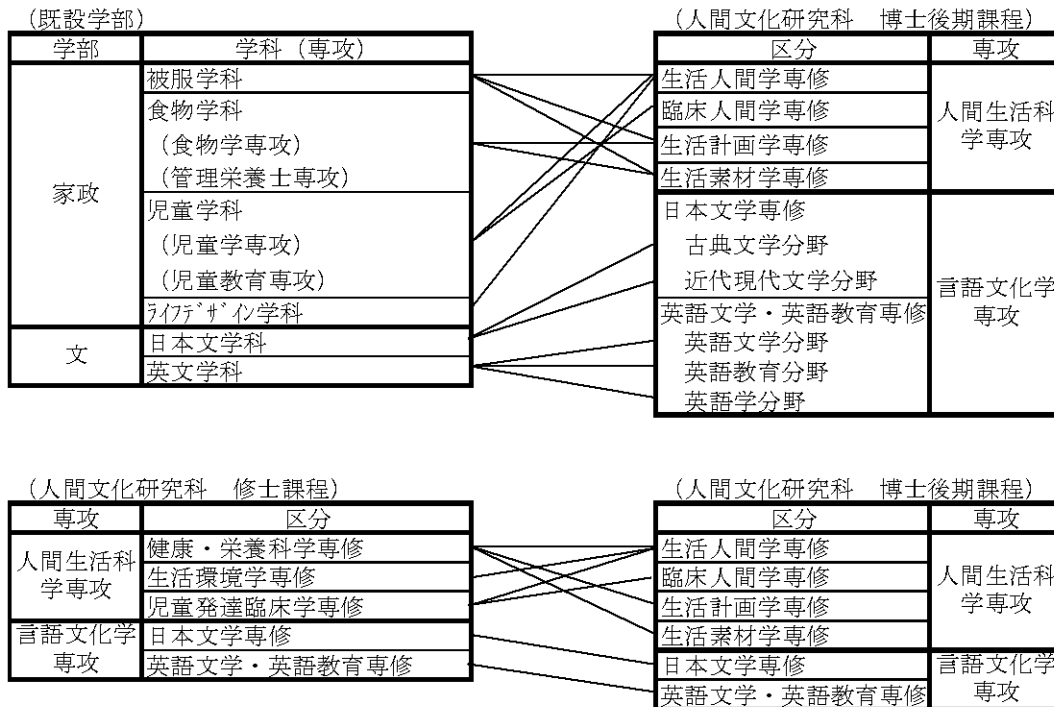 (既設学部)
学部 学科(専攻)
家政
被服学科
食物学科
(食物学専攻)
(管理栄養士専攻)
児童学科
(児童学専攻)
(児童教育専攻)
ﾗｲﾌﾃﾞｻﾞｲﾝ学科
文
日本文学科
英文学科
(人間文化研究科 博士後期課程)
区分 専攻
生活人間学専修
臨床人間学専修
生活計画学専修
生活素材学専修
人間生活科
学専攻
日本文学専修
古典文学分野
近代現代文学分野
英語文学・英語教育専修
英語文学分野
英語教育分野
英語学分野
言語文化学
専攻
(人間文化研究科 修士課程)
専攻 区分
人間生活科
学専攻
健康・栄養科学専修
生活環境学専修
児童発達臨床学専修
言語文化学
専攻
日本文学専修
英語文学・英語教育専修
(人間文化研究科 博士後期課程)
区分 専攻
生活人間学専修
臨床人間学専修
生活計画学専修
生活素材学専修
人間生活科
学専攻
日本文学専修
英語文学・英語教育専修
言語文化学
専攻